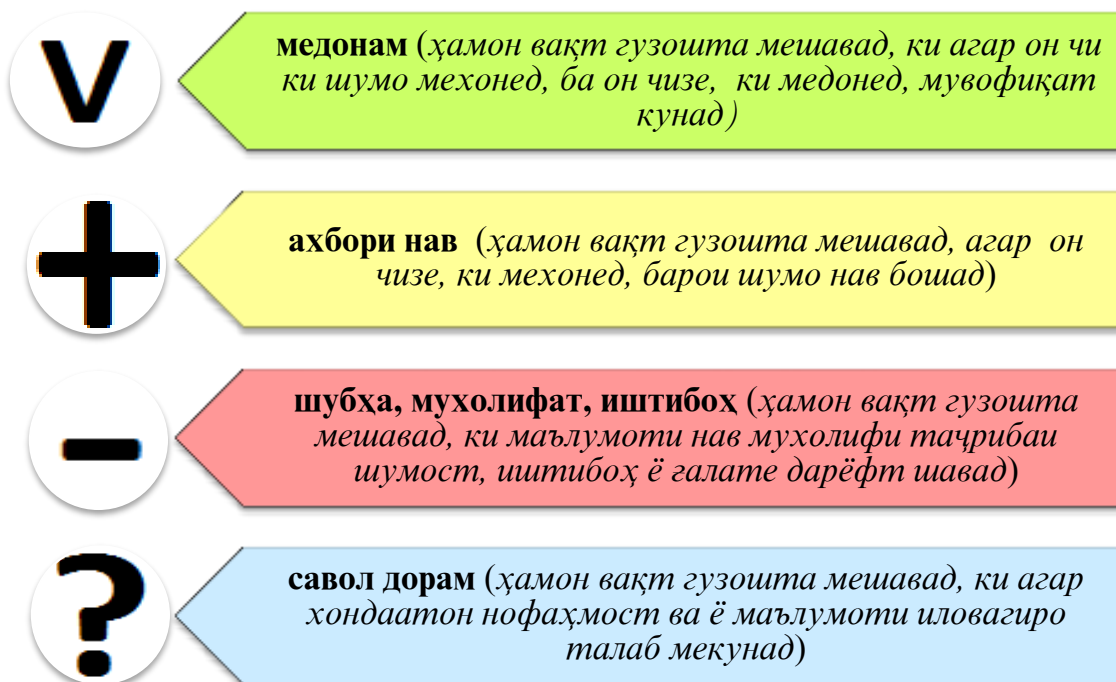 V
медонам (ҳамон вақт гузошта мешавад, ки агар он чи
ки шумо мехонед, ба он чизе, ки медонед, мувофиқат
кунад)
+
ахбори нав (ҳамон вақт гузошта мешавад, агар он
чизе, ки мехонед, барои шумо нав бошад)
-
шубҳа, мухолифат, иштибоҳ (ҳамон вақт гузошта
мешавад, ки маълумоти нав мухолифи таҷрибаи
шумост, иштибоҳ ё ғалате дарёфт шавад)
?
савол дорам (ҳамон вақт гузошта мешавад, ки агар
хондаатон нофаҳмост ва ё маълумоти иловагиро
талаб мекунад)